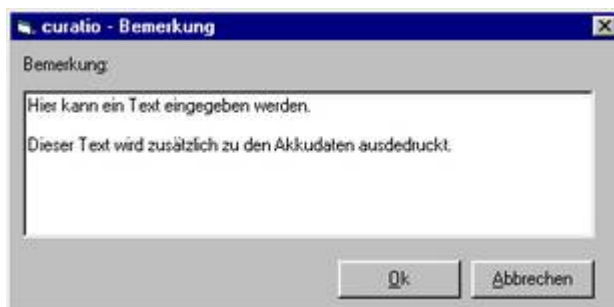 curatio - Bemerkung
Bemerkung:
Hier kann ein Text eingegeben werden.
Dieser Text wird zusätzlich zu den Akkudaten ausdedruckt.
Ok
Abbrechen